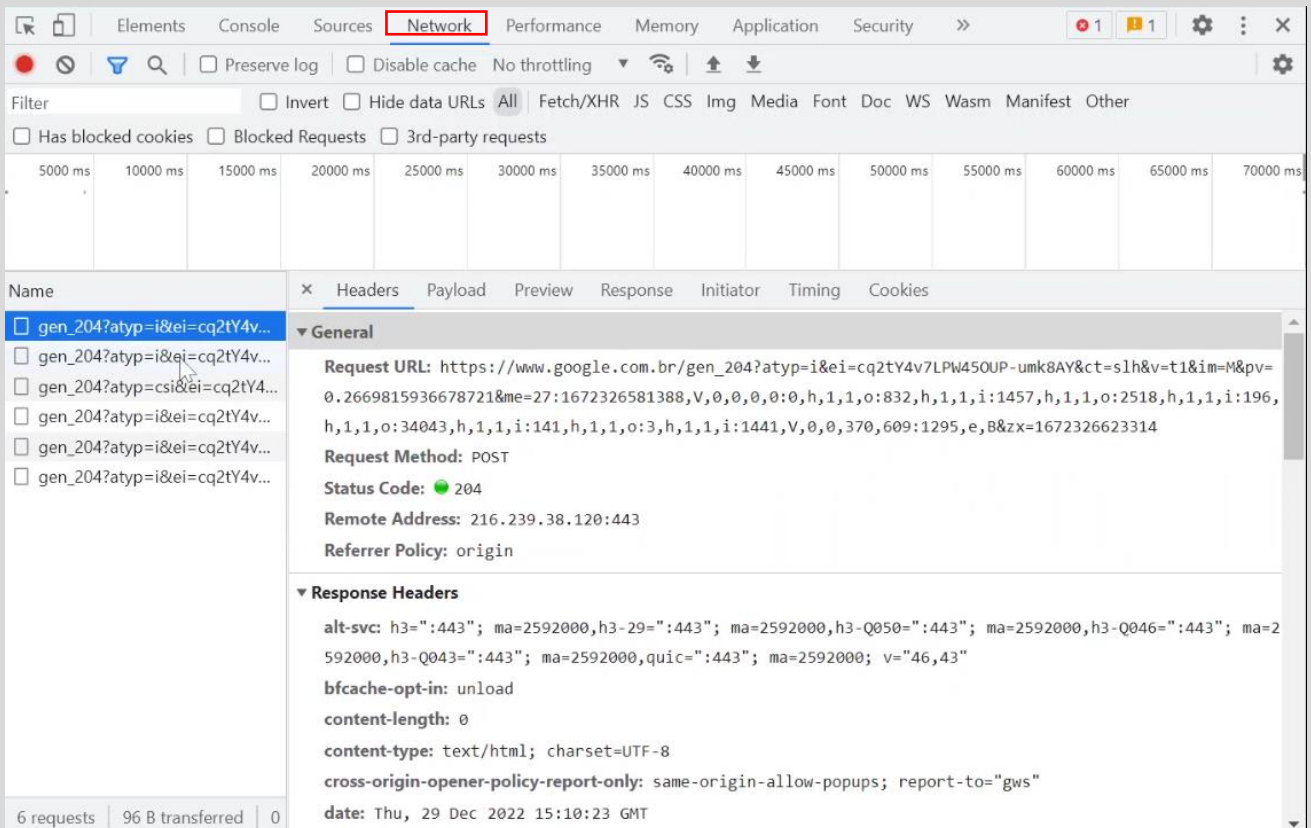 Elements Console Sources Network Performance Memory Application Security » 1 1
Preserve log Disable cache No throttling
Filter Invert Hide data URLs All Fetch/XHR JS CSS Img Media Font Doc WS Wasm Manifest Other
Has blocked cookies Blocked Requests 3rd-party requests
5000 ms 10000 ms 15000 ms 20000 ms 25000 ms 30000 ms 35000 ms 40000 ms 45000 ms 50000 ms 55000 ms 60000 ms 65000 ms 70000 ms
Name
gen_204?atyp=i&ei=cq2tY4v...
gen_204?atyp=i&ei=cq2tY4v...
gen_204?atyp=csi&ei=cq2tY4...
gen_204?atyp=i&ei=cq2tY4v...
gen_204?atyp=i&ei=cq2tY4v...
gen_204?atyp=i&ei=cq2tY4v...
6 requests 96 B transferred 0
× Headers Payload Preview Response Initiator Timing Cookies
General
Request URL: https://www.google.com.br/gen_204?atyp=i&ei=cq2tY4v7LPW45OUP-umk8AY&ct=slh&v=t1&im=M&pv=
0.2669815936678721&me=27:1672326581388,V,0,0,0,0:0,h,1,1,o:832,h,1,1,i:1457,h,1,1,o:2518,h,1,1,i:196,
h,1,1,o:34043,h,1,1,i:141,h,1,1,o:3,h,1,1,i:1441,V,0,0,370,609:1295,e,B&zx=1672326623314
Request Method: POST
Status Code: 204
Remote Address: 216.239.38.120:443
Referrer Policy: origin
Response Headers
alt-svc: h3=":443"; ma=2592000,h3-29=":443"; ma=2592000,h3-Q050=":443"; ma=2592000,h3-Q046=":443"; ma=2
592000,h3-Q043=":443"; ma=2592000,quic=":443"; ma=2592000; v="46,43"
bfcache-opt-in: unload
content-length: 0
content-type: text/html; charset=UTF-8
cross-origin-opener-policy-report-only: same-origin-allow-popups; report-to="gws"
date: Thu, 29 Dec 2022 15:10:23 GMT